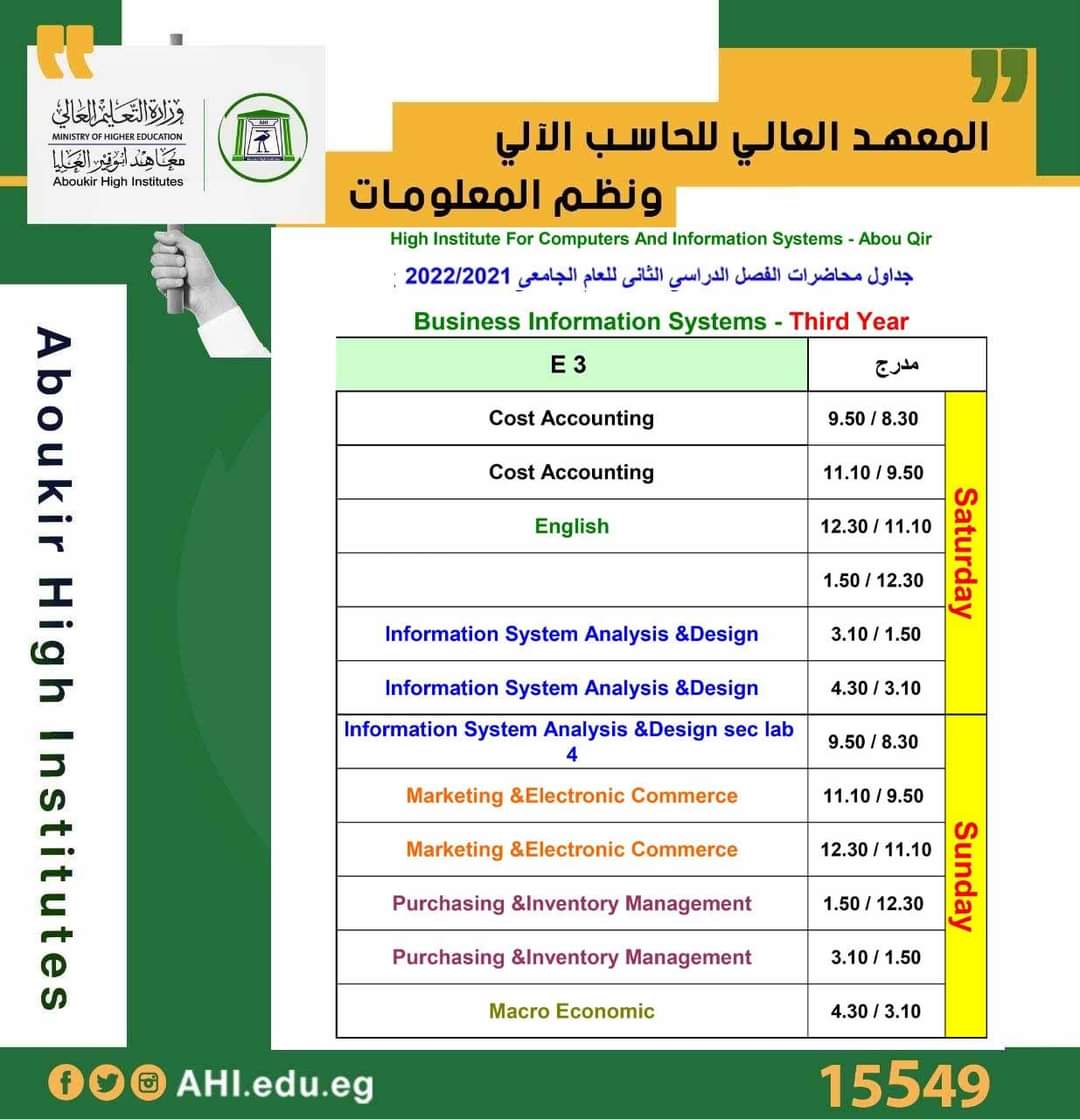 وزارة التعليم العالي
MINISTRY OF HIGHER EDUCATION
معاهد أبوقير العليا
Aboukir High Institutes
AHI
المعهد العالي للحاسب الآلي
ونظم المعلومات
High Institute For Computers And Information Systems - Abou Qir
جداول محاضرات الفصل الدراسي الثانى للعام الجامعي 2022/2021 :
Business Information Systems - Third Year
E 3 مدرج
Cost Accounting 9.50 / 8.30
Cost Accounting 11.10 / 9.50
English 12.30 / 11.10
1.50 / 12.30
Information System Analysis &Design 3.10 / 1.50
Information System Analysis &Design 4.30 / 3.10
Saturday
Information System Analysis &Design sec lab
4 9.50 / 8.30
Marketing &Electronic Commerce 11.10 / 9.50
Marketing &Electronic Commerce 12.30 / 11.10
Purchasing &Inventory Management 1.50 / 12.30
Purchasing &Inventory Management 3.10 / 1.50
Macro Economic 4.30 / 3.10
Sunday
Aboukir High Institutes
AHI.edu.eg
15549